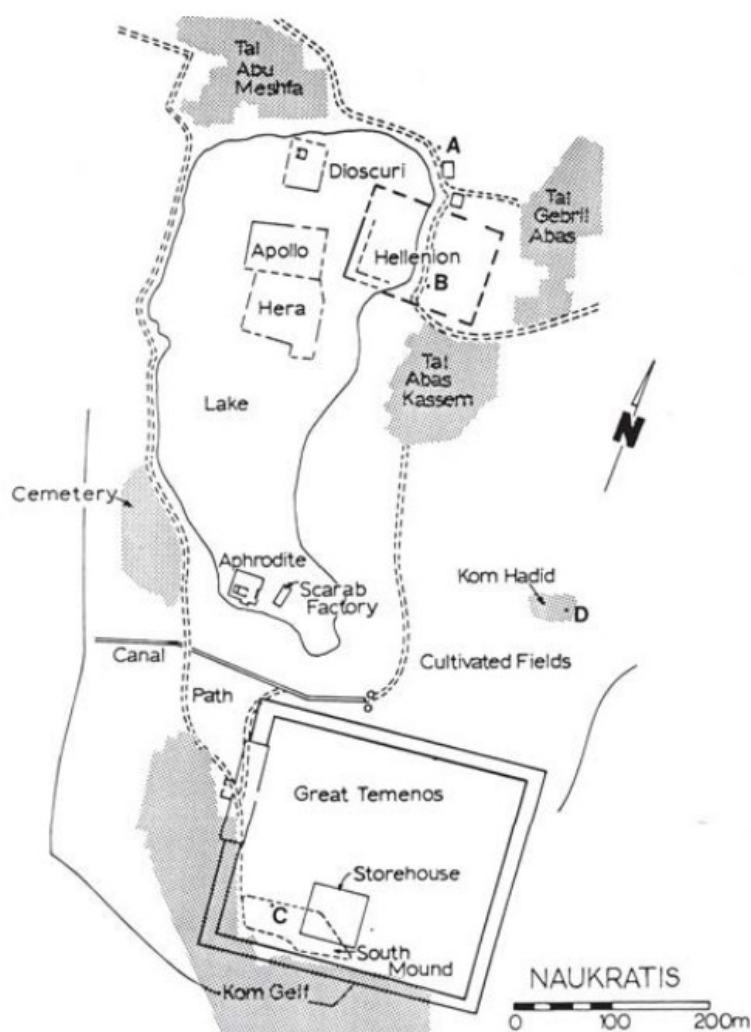 Tal
Abu
Meshfa
A
Dioscuri
Tal
Gebril
Abas
Apollo
Hellenion
B
Hera
Tal
Abas
Kassem
Lake
N
Cemetery
Aphrodite
Scarab
Factory
Kom Hadid
D
Canal
Cultivated Fields
Path
Great Temenos
Storehouse
C
South
Mound
Kom Gelf
NAUKRATIS
0 100 200m